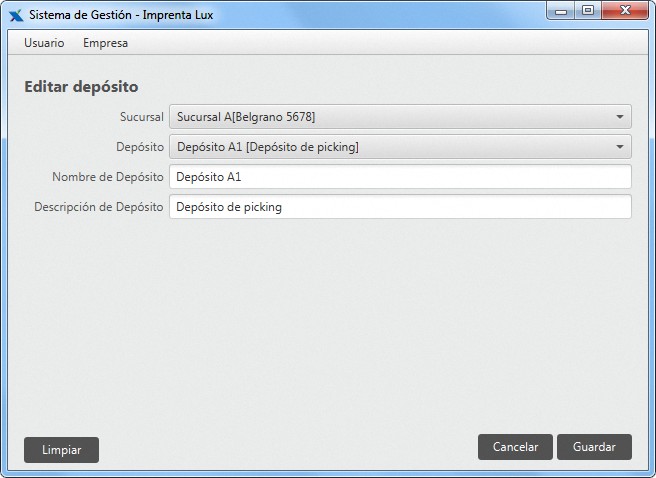 Sistema de Gestión - Imprenta Lux
Usuario Empresa
Editar depósito
Sucursal Sucursal A[Belgrano 5678]
Depósito Depósito A1 [Depósito de picking]
Nombre de Depósito Depósito A1
Descripción de Depósito Depósito de picking
Limpiar Cancelar Guardar